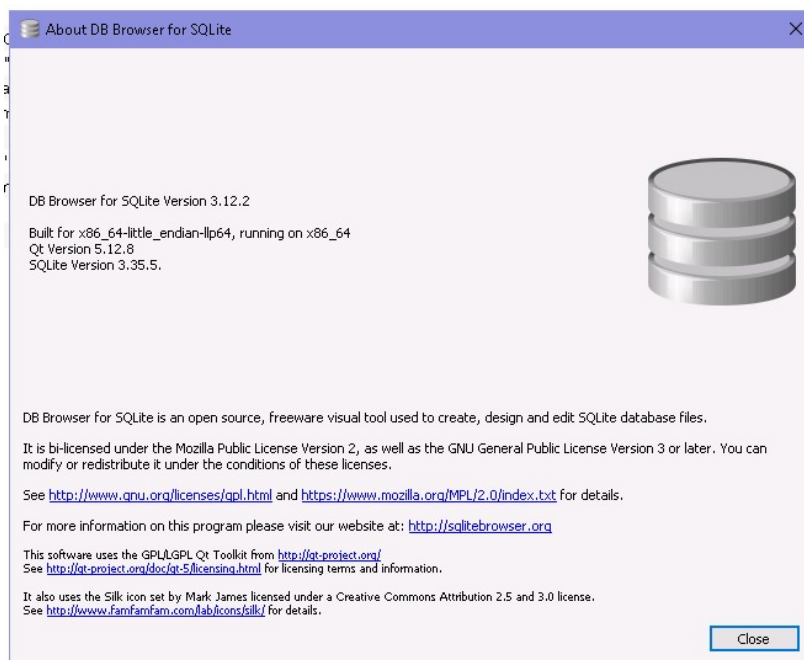 About DB Browser for SQLite
DB Browser for SQLite Version 3.12.2
Built for x86_64-little_endian-llp64, running on x86_64
Qt Version 5.12.8
SQLite Version 3.35.5.
DB Browser for SQLite is an open source, freeware visual tool used to create, design and edit SQLite database files.
It is bi-licensed under the Mozilla Public License Version 2, as well as the GNU General Public License Version 3 or later. You can
modify or redistribute it under the conditions of these licenses.
See http://www.gnu.org/licenses/gpl.html and https://www.mozilla.org/MPL/2.0/index.txt for details.
For more information on this program please visit our website at: http://sqlitebrowser.org
This software uses the GPL/LGPL Qt Toolkit from http://qt-project.org/
See http://qt-project.org/doc/qt-5/licensing.html for licensing terms and information.
It also uses the Silk icon set by Mark James licensed under a Creative Commons Attribution 2.5 and 3.0 license.
See http://www.famfamfam.com/lab/icons/silk/ for details.
Close